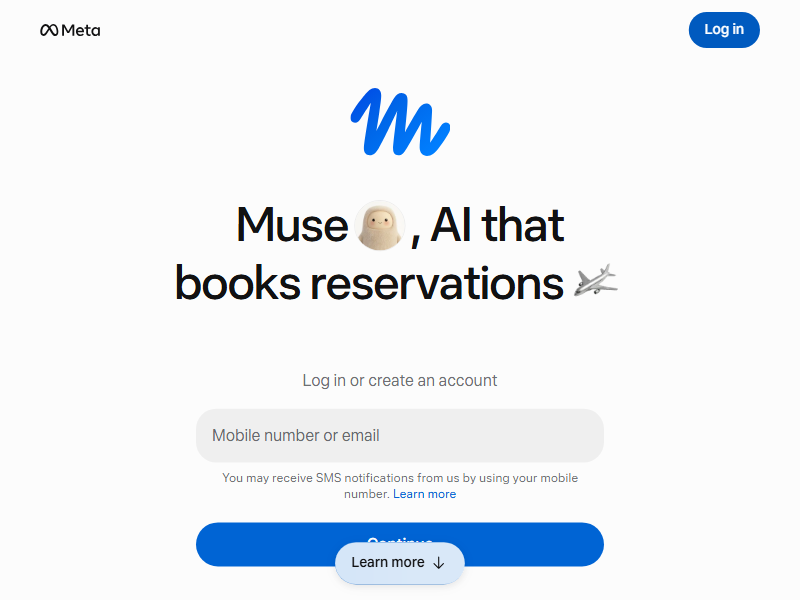 Meta
Log in
Muse, AI that
books reservations
Log in or create an account
Mobile number or email
You may receive SMS notifications from us by using your mobile
number. Learn more
Continue
Learn more